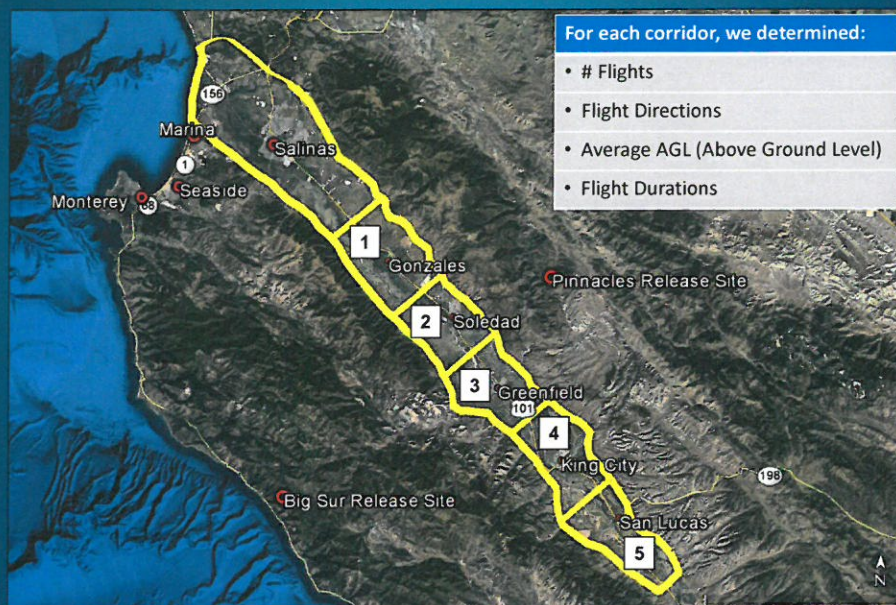 For each corridor, we determined:
• # Flights
• Flight Directions
• Average AGL (Above Ground Level)
• Flight Durations
156
Marina
Salinas
1
Seaside
Monterey
68
1
Gonzales
Pinnacles Release Site
2
Soledad
3
Greenfield
101
4
King City
198
Big Sur Release Site
San Lucas
5
N